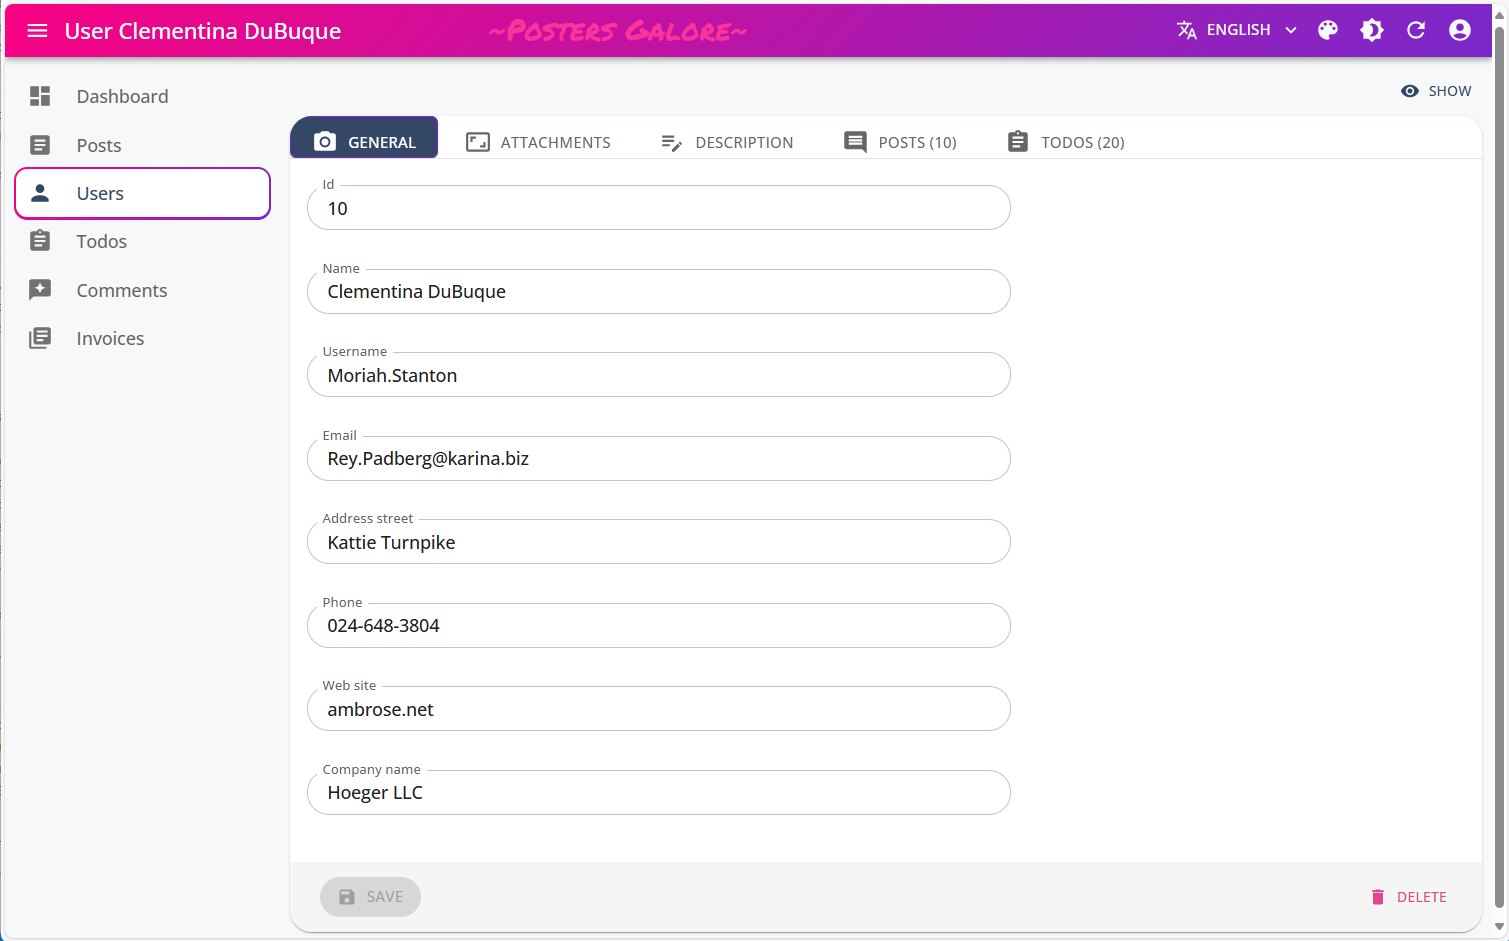 User Clementina DuBuque
~Posters Galore~
ENGLISH
Dashboard
Posts
Users
Todos
Comments
Invoices
SHOW
GENERAL
ATTACHMENTS
DESCRIPTION
POSTS (10)
TODOS (20)
Id
10
Name
Clementina DuBuque
Username
Moriah.Stanton
Email
Rey.Padberg@karina.biz
Address street
Kattie Turnpike
Phone
024-648-3804
Web site
ambrose.net
Company name
Hoeger LLC
SAVE
DELETE